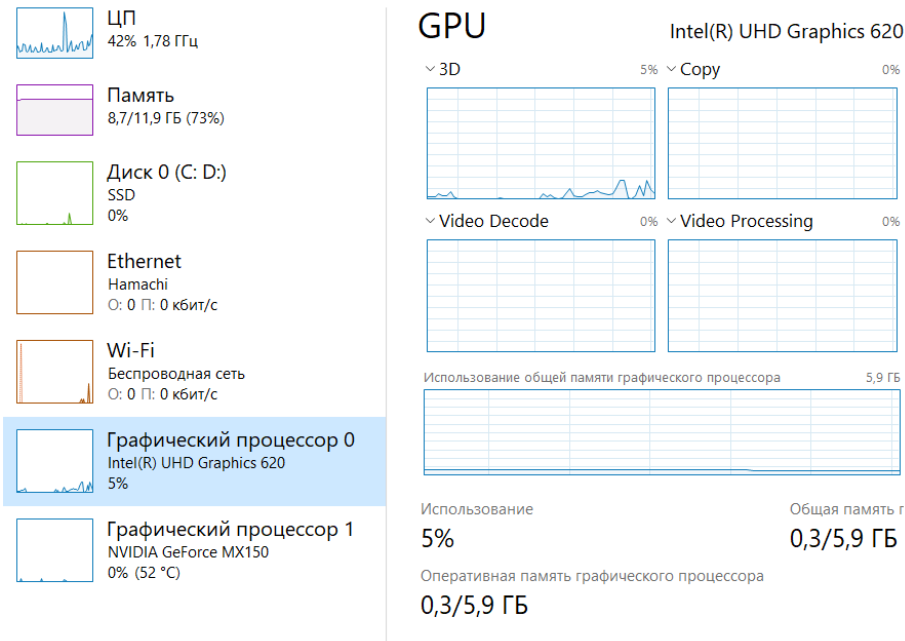 ЦП
42% 1,78 ГГц
Память
8,7/11,9 ГБ (73%)
Диск 0 (C: D:)
SSD
0%
Ethernet
Hamachi
О: 0 П: 0 кбит/с
Wi-Fi
Беспроводная сеть
О: 0 П: 0 кбит/с
Графический процессор 0
Intel(R) UHD Graphics 620
5%
Графический процессор 1
NVIDIA GeForce MX150
0% (52 °C)
GPU Intel(R) UHD Graphics 620
3D 5% Copy 0%
Video Decode 0% Video Processing 0%
Использование общей памяти графического процессора 5,9 ГБ
Использование Общая память
5% 0,3/5,9 ГБ
Оперативная память графического процессора
0,3/5,9 ГБ